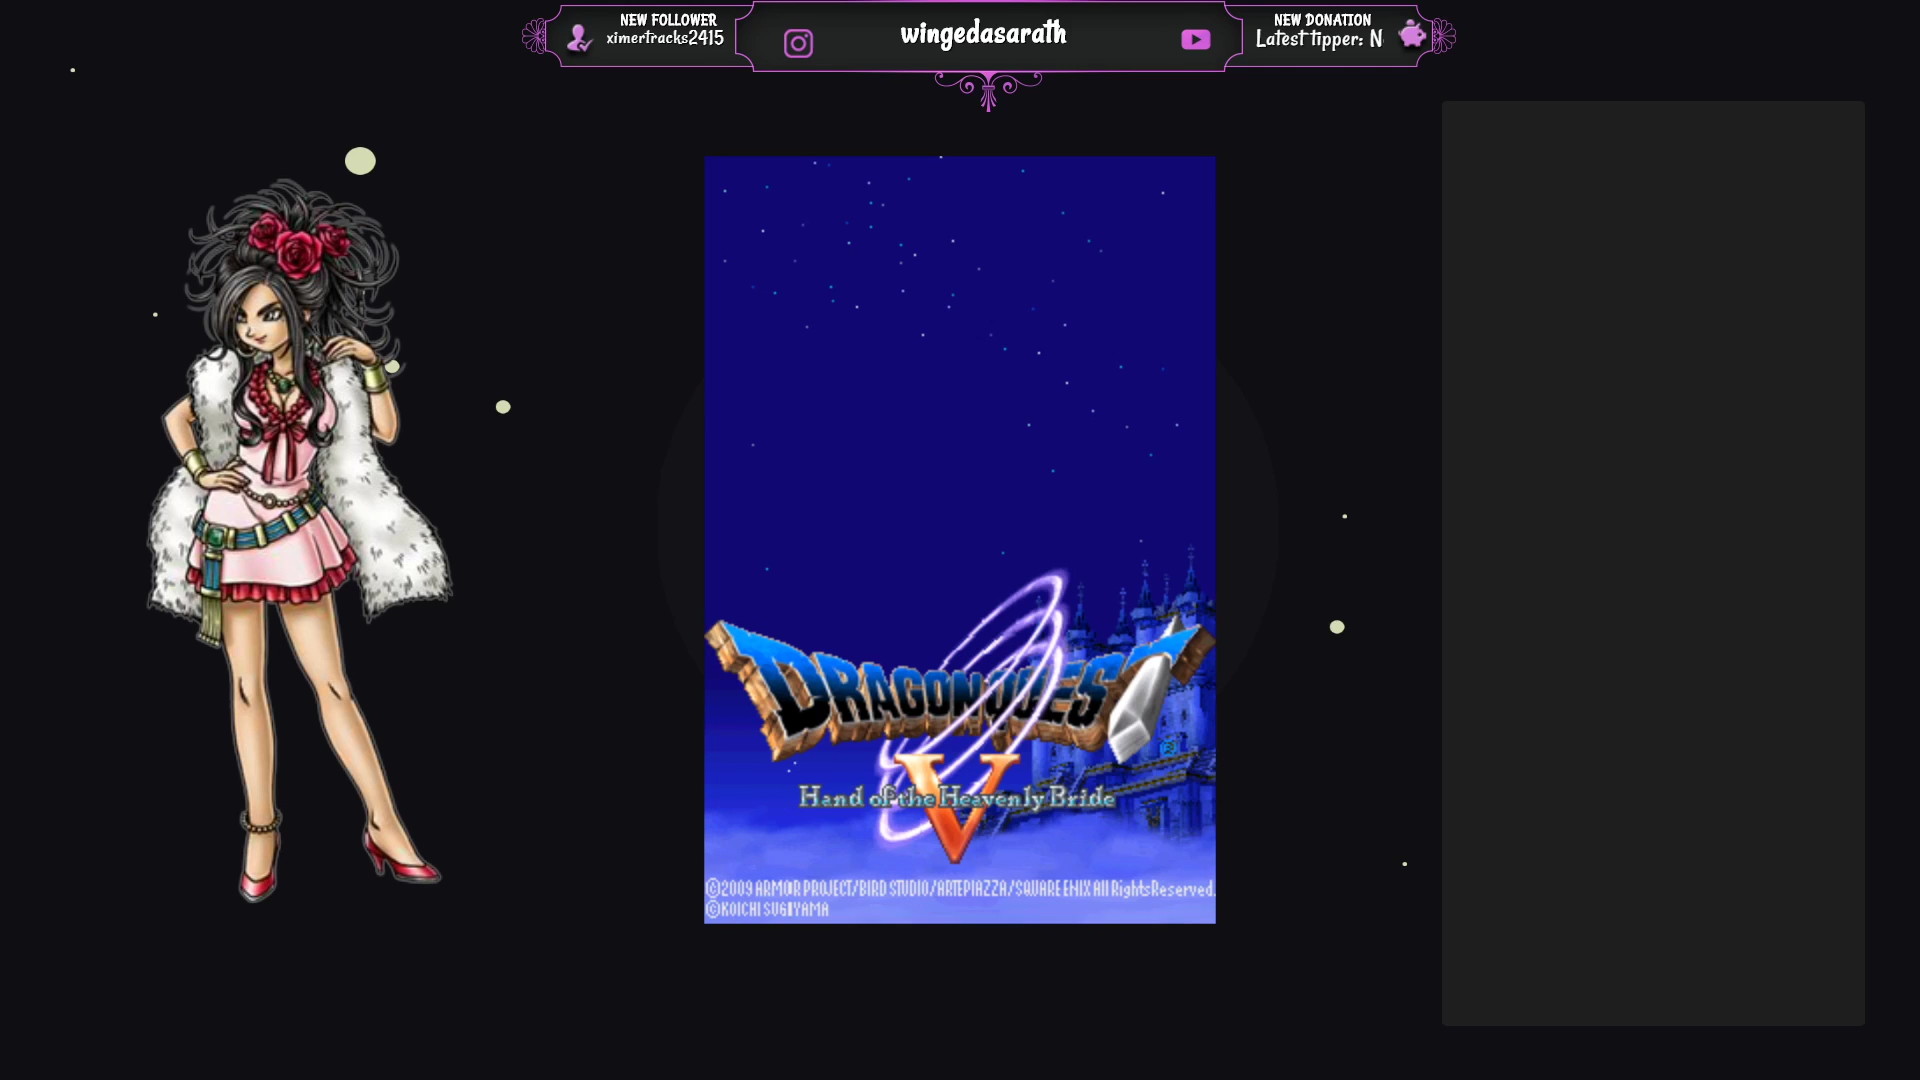 NEW FOLLOWER
ximertracks2415
wingedasarath
NEW DONATION
Latest tipper: N
DRAGON QUEST
V
Hand of the Heavenly Bride
©2009 ARMOR PROJECT/BIRD STUDIO/ARTEPIAZZA/SQUARE ENIX All Rights Reserved.
©KOICHI SUGIYAMA